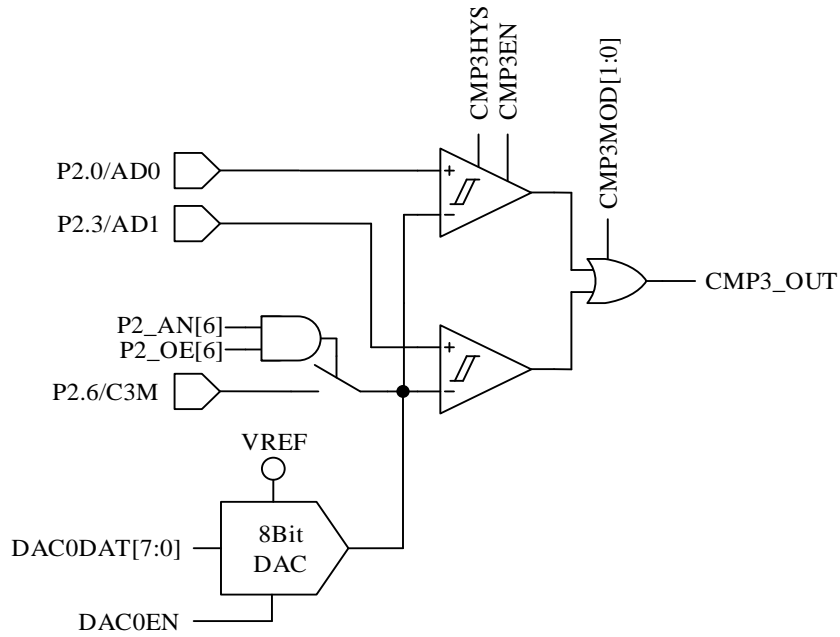 CMP3HYS
CMP3EN
CMP3MOD[1:0]
P2.0/AD0
+
−
P2.3/AD1
CMP3_OUT
P2_AN[6]
P2_OE[6]
+
−
P2.6/C3M
VREF
DAC0DAT[7:0]
8Bit
DAC
DAC0EN